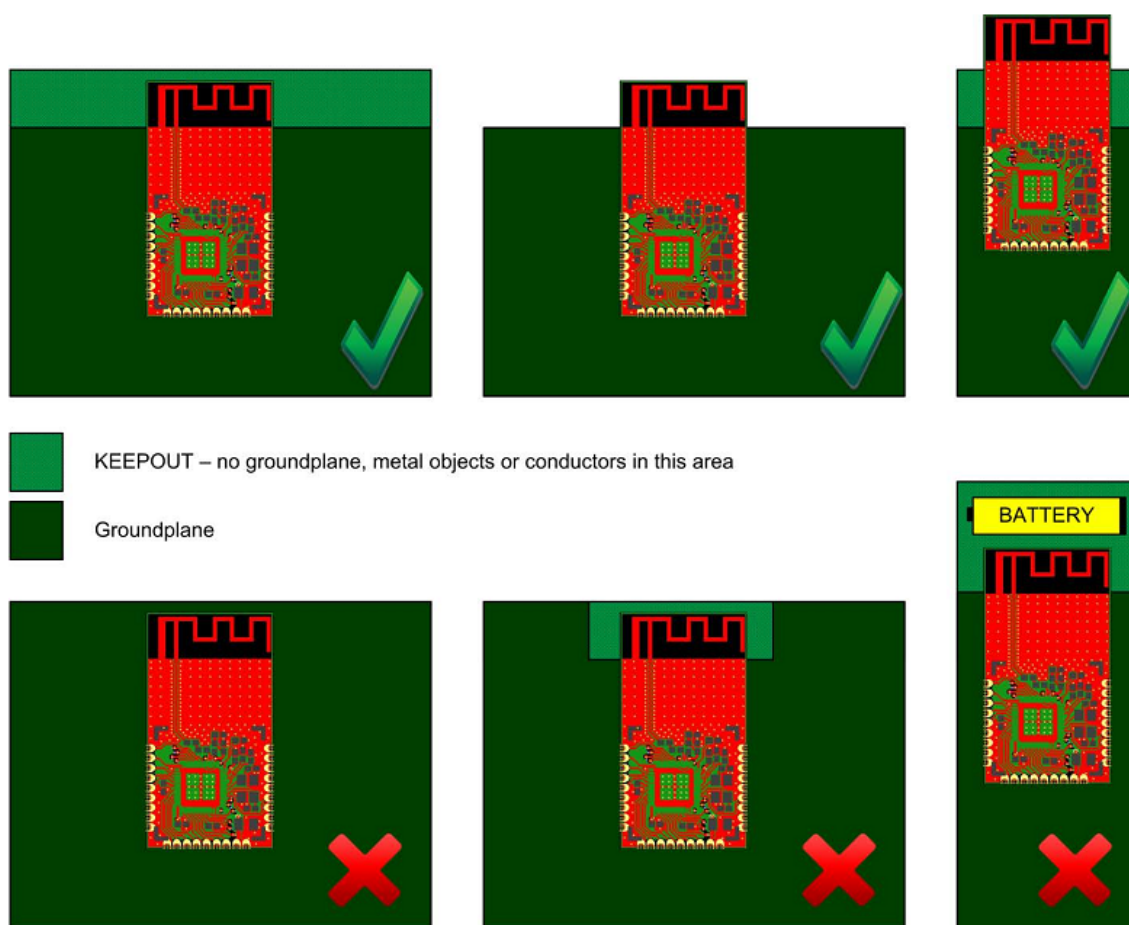 KEEPOUT – no groundplane, metal objects or conductors in this area
BATTERY
Groundplane